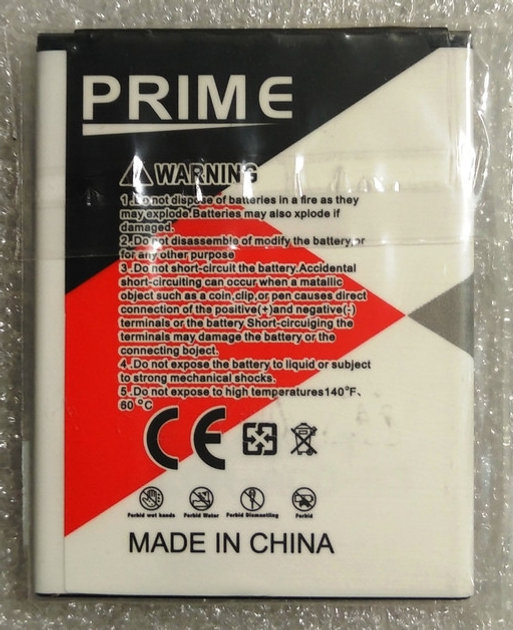 PRIME
WARNING
1.Do not dispose of batteries in a fire as they
may explode.Batteries may also xplode if
damaged.
2.Do not disassemble of modify the battery,or
for any other purpose
3.Do not short-circuit the battery.Accidental
short-circuiting can occur when a matallic
object such as a coin,clip,or pen causes direct
connection of the positive(+)and negative(-)
terminals or the battery Short-circuiging the
terminals may damage the battery or the
connecting boject.
4.Do not expose the battery to liquid or subject
to strong mechanical shocks.
5.Do not expose to high temperatures140°F、
60 °C
CE
Forbid wet hands Forbid Water Forbid Dismantling Forbid
MADE IN CHINA